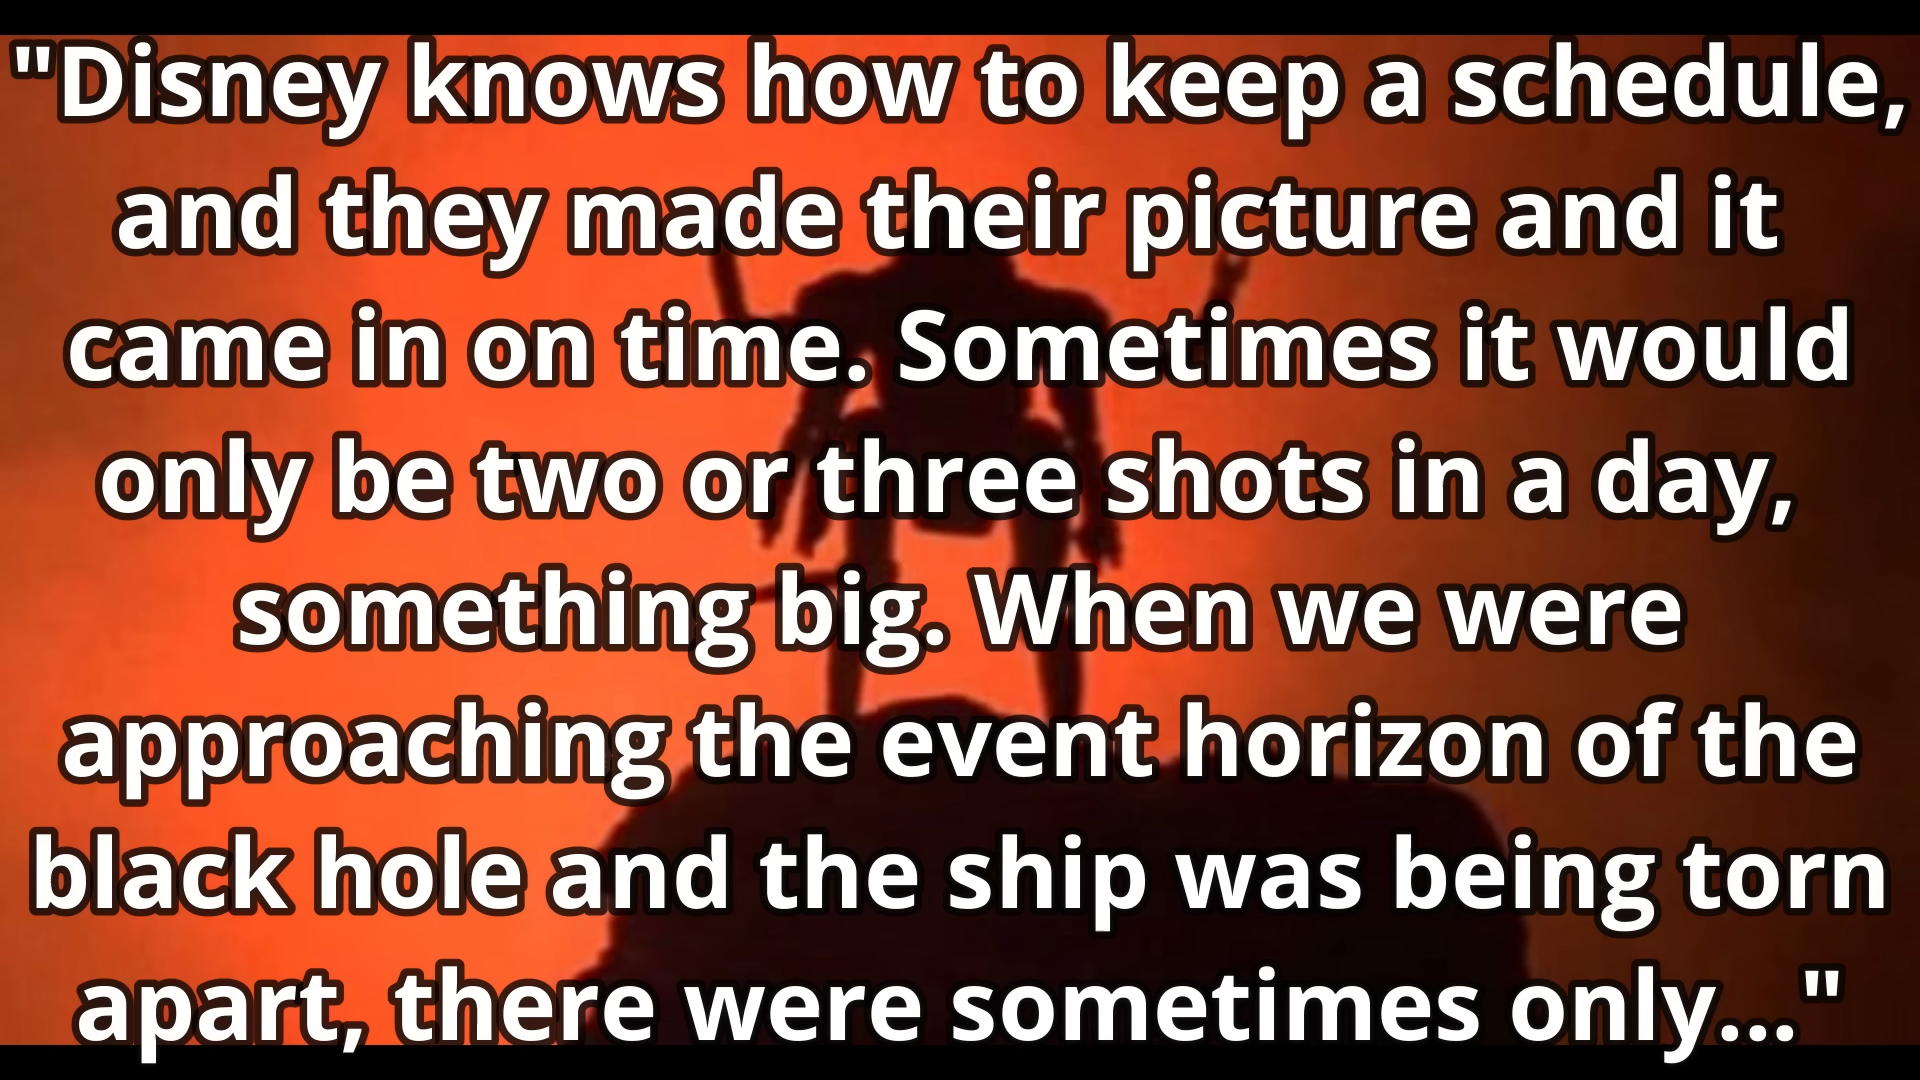 "Disney knows how to keep a schedule,
and they made their picture and it
came in on time. Sometimes it would
only be two or three shots in a day,
something big. When we were
approaching the event horizon of the
black hole and the ship was being torn
apart, there were sometimes only..."